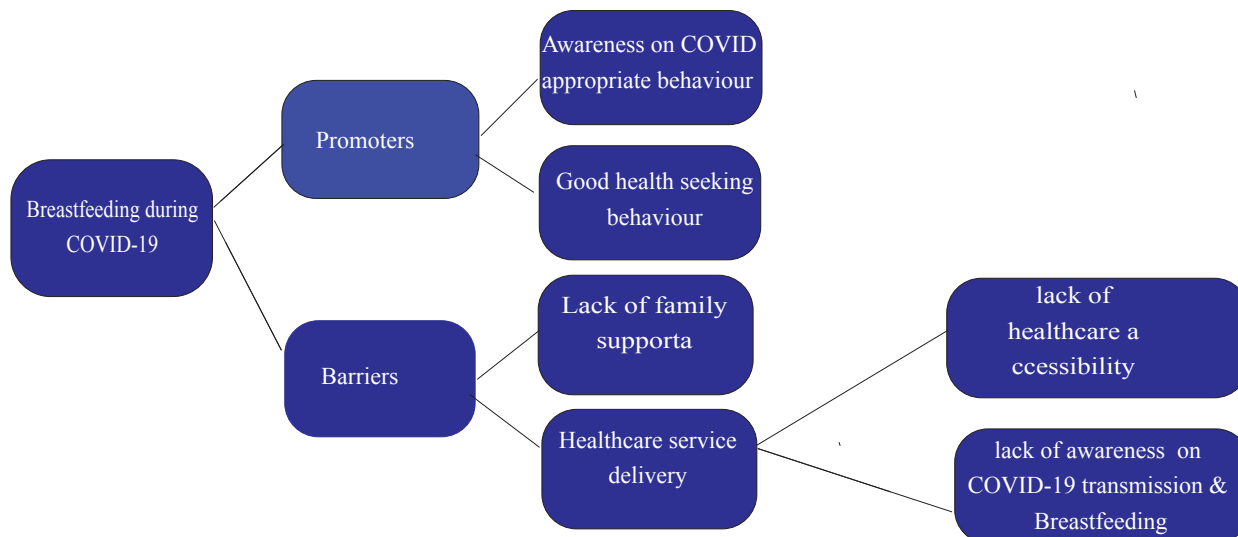 Awareness on COVID
appropriate behaviour
Promoters
Good health seeking
behaviour
Breastfeeding during
COVID-19
Lack of family
supporta
Barriers
Healthcare service
delivery
lack of
healthcare a
ccessibility
lack of awareness on
COVID-19 transmission &
Breastfeeding